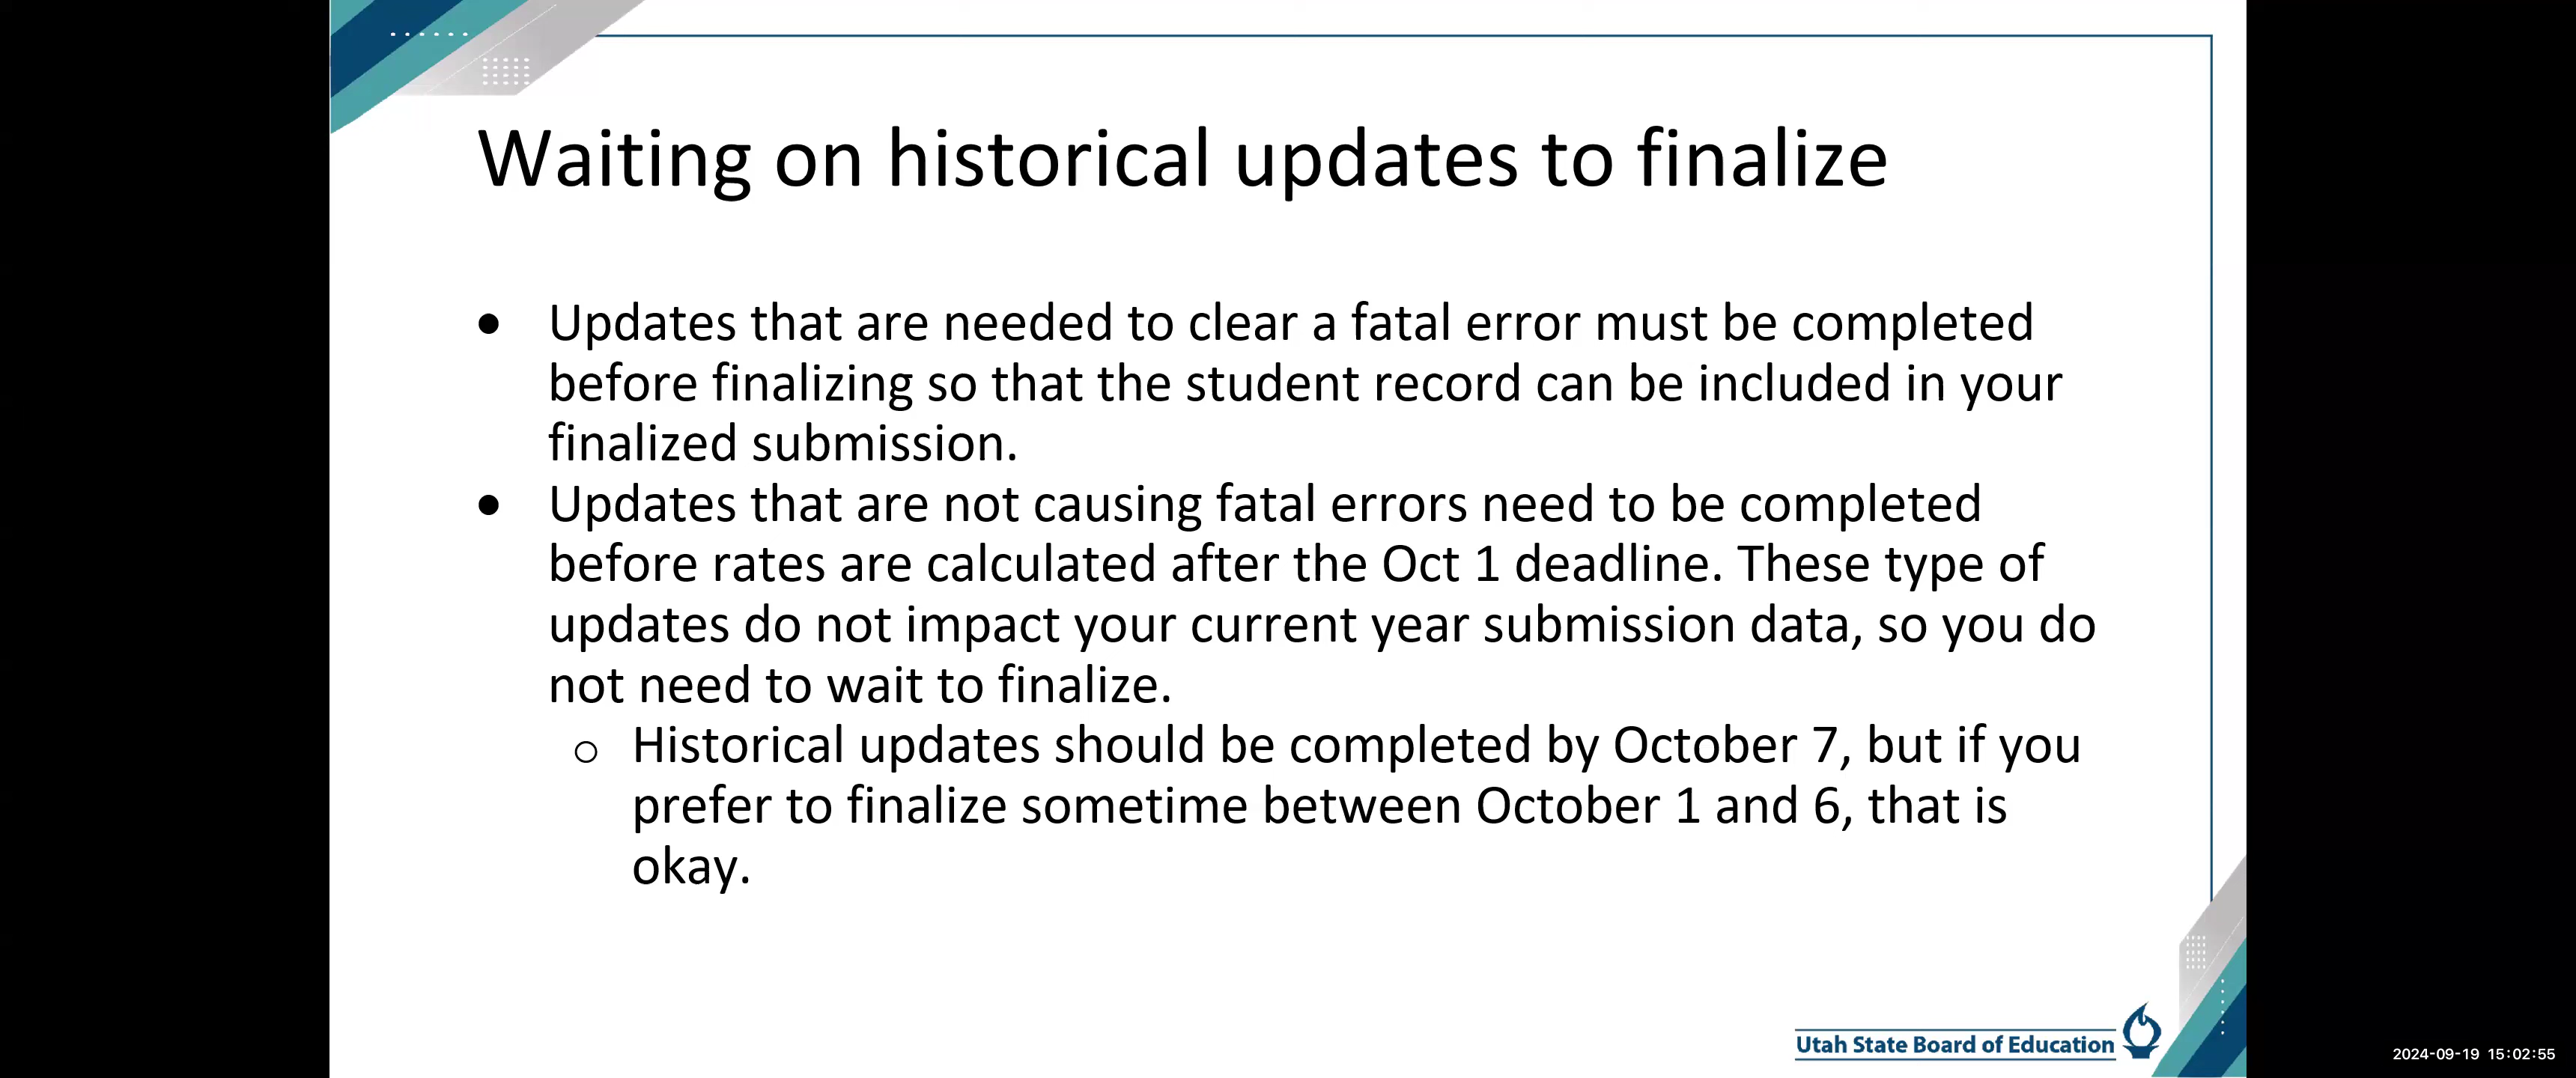 Waiting on historical updates to finalize
● Updates that are needed to clear a fatal error must be completed
before finalizing so that the student record can be included in your
finalized submission.
● Updates that are not causing fatal errors need to be completed
before rates are calculated after the Oct 1 deadline. These type of
updates do not impact your current year submission data, so you do
not need to wait to finalize.
○ Historical updates should be completed by October 7, but if you
prefer to finalize sometime between October 1 and 6, that is
okay.
Utah State Board of Education
2024-09-19 15:02:55